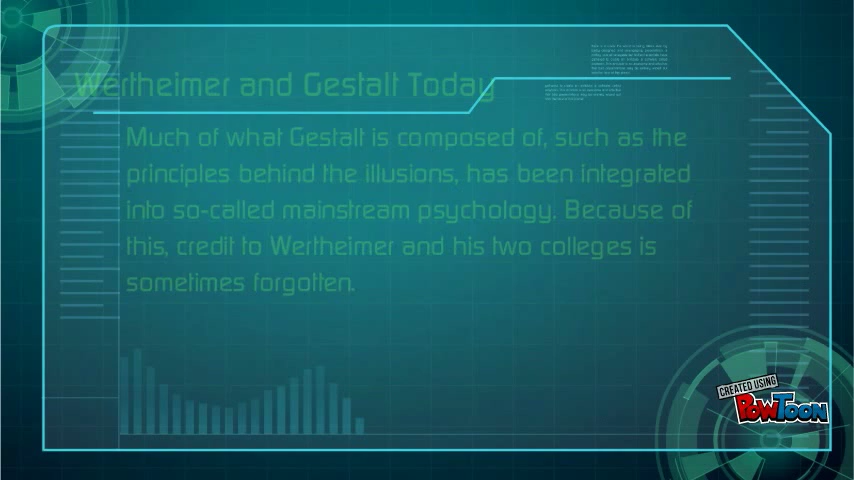 Wertheimer and Gestalt Today
Much of what Gestalt is composed of, such as the
principles behind the illusions, has been integrated
into so-called mainstream psychology. Because of
this, credit to Wertheimer and his two colleges is
sometimes forgotten.
CREATED USING
POWTOON